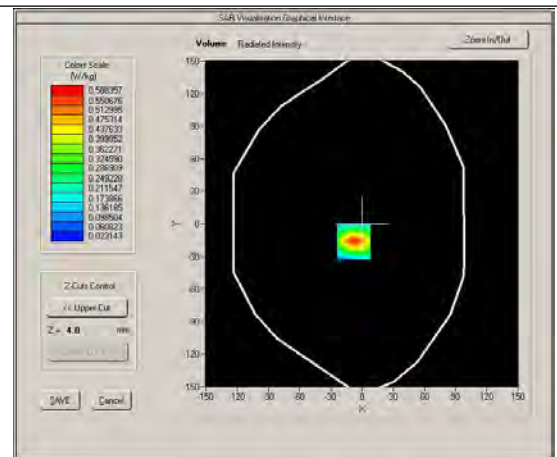 SAR Visualisation Graphical Interface
Volume Radiated Intensity
Zoom In/Out
Colors Scale
(W/kg)
0.588357
0.550676
0.512995
0.475314
0.437633
0.399952
0.362271
0.324590
0.286909
0.249228
0.211547
0.173866
0.136185
0.098504
0.060823
0.023143
Z-Cuts Control
<< Upper Cut
Z = 4.0 mm
SAVE Cancel
150-
120-
90-
60-
30-
Y 0-
-30-
-60-
-90-
-120-
-150-
-150 -120 -90 -60 -30 0 30 60 90 120 150
X